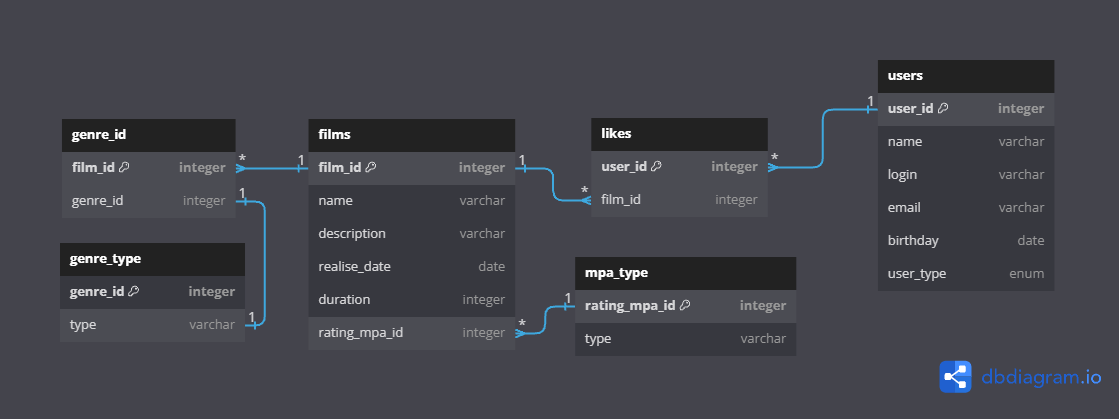 genre_id
film_id integer
genre_id integer
genre_type
genre_id integer
type varchar
films
film_id integer
name varchar
description varchar
realise_date date
duration integer
rating_mpa_id integer
likes
user_id integer
film_id integer
mpa_type
rating_mpa_id integer
type varchar
users
user_id integer
name varchar
login varchar
email varchar
birthday date
user_type enum
* 1
1 1
1 *
* 1
* 1
dbdiagram.io